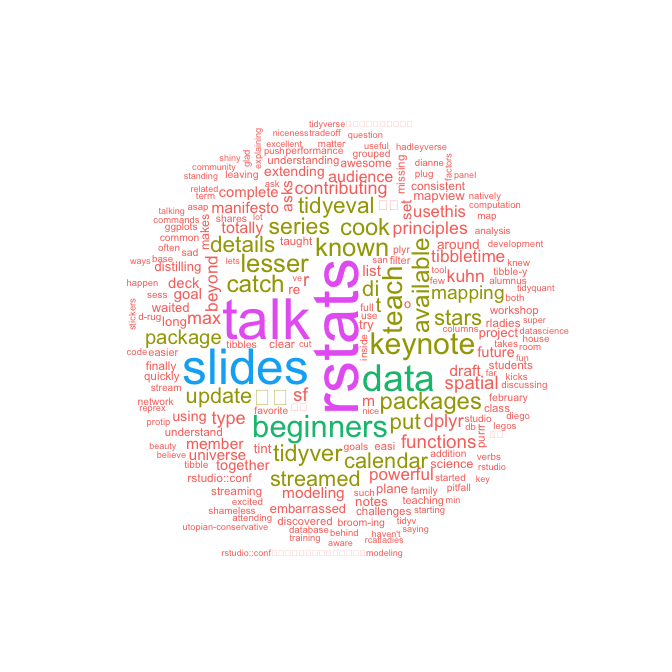 tidyverse
niceness tradeoff question
excellent matter useful hadleyverse
push performance grouped dianne
shiny glad explaining understanding awesome missing plug factors
community extending audience panel
standing leaving asks contributing set consistent natively
related complete mapview computation
term manifesto tidyeval usethis map
talking asap shares lot ask series cook principles analysis
commands totally details taught known plyr around development
ggplots makes lesser available tibbletime
common san filter tool tibble-y
often sad base few alumnus
ways lets catch re r list di teach kuhn tidyquant
distilling beyond ve columns both
happen deck full t o mapping workshop
sess goal talk rstats use stars rladies datascience
stickers waited max try future house
d-rug long package tibbles clear cut inside keynote takes room
code easier fun
finally slides data draft students
stream quickly spatial kicks far
network update sf m packages class discussing
reprex using type favorite nice put dplyr february
protip beginners studio diego
understand db legos
beauty member tint goals easi functions purrr
believe universe tidyver calendar science addition verbs
tibble together powerful started rstudio
rstudio::conf streamed plane family pitfall key
streaming modeling such notes teaching min
excited embarrassed challenges starting
shameless discovered broom-ing tidyv
utopian-conservative attending database behind haven't saying
training aware rcatladies
rstudio::conf modeling